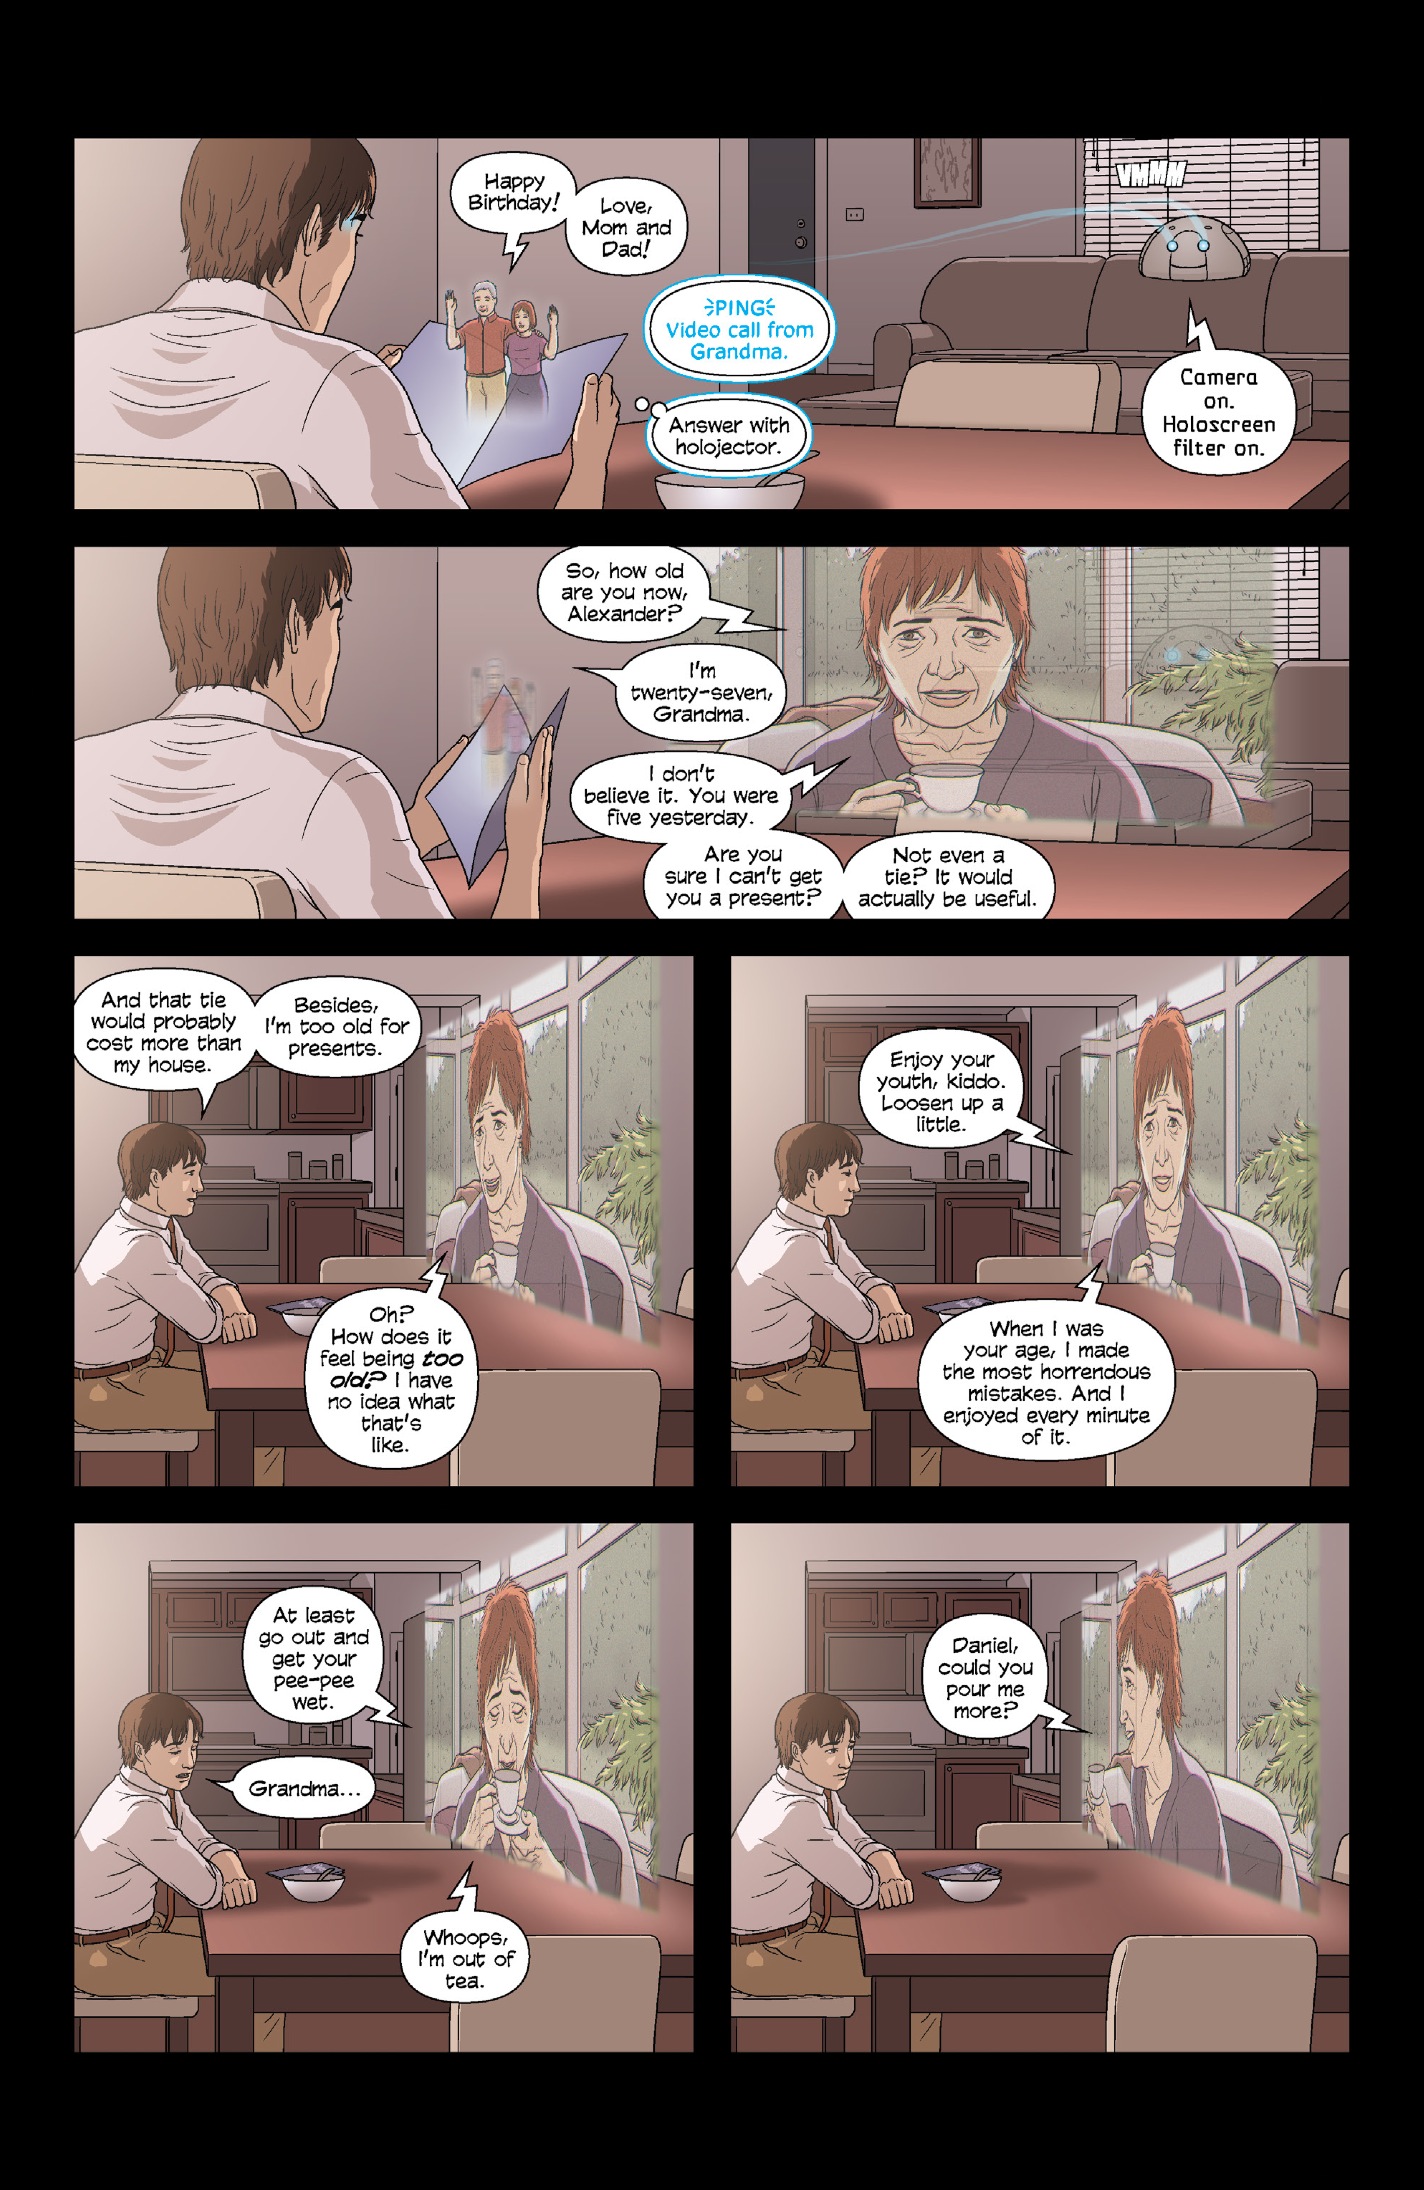 Happy
Birthday!
Love,
Mom and
Dad!
VMMM
PING
Video call from
Grandma.
Answer with
holojector.
Camera
on.
Holoscreen
filter on.
So, how old
are you now,
Alexander?
I'm
twenty-seven,
Grandma.
I don't
believe it. You were
five yesterday.
Are you
sure I can't get
you a present?
Not even a
tie? It would
actually be useful.
And that tie
would probably
cost more than
my house.
Besides,
I'm too old for
presents.
Oh?
How does it
feel being too
old? I have
no idea what
that's
like.
Enjoy your
youth, kiddo.
Loosen up a
little.
When I was
your age, I made
the most horrendous
mistakes. And I
enjoyed every minute
of it.
At least
go out and
get your
pee-pee
wet.
Grandma...
Whoops,
I'm out of
tea.
Daniel,
could you
pour me
more?